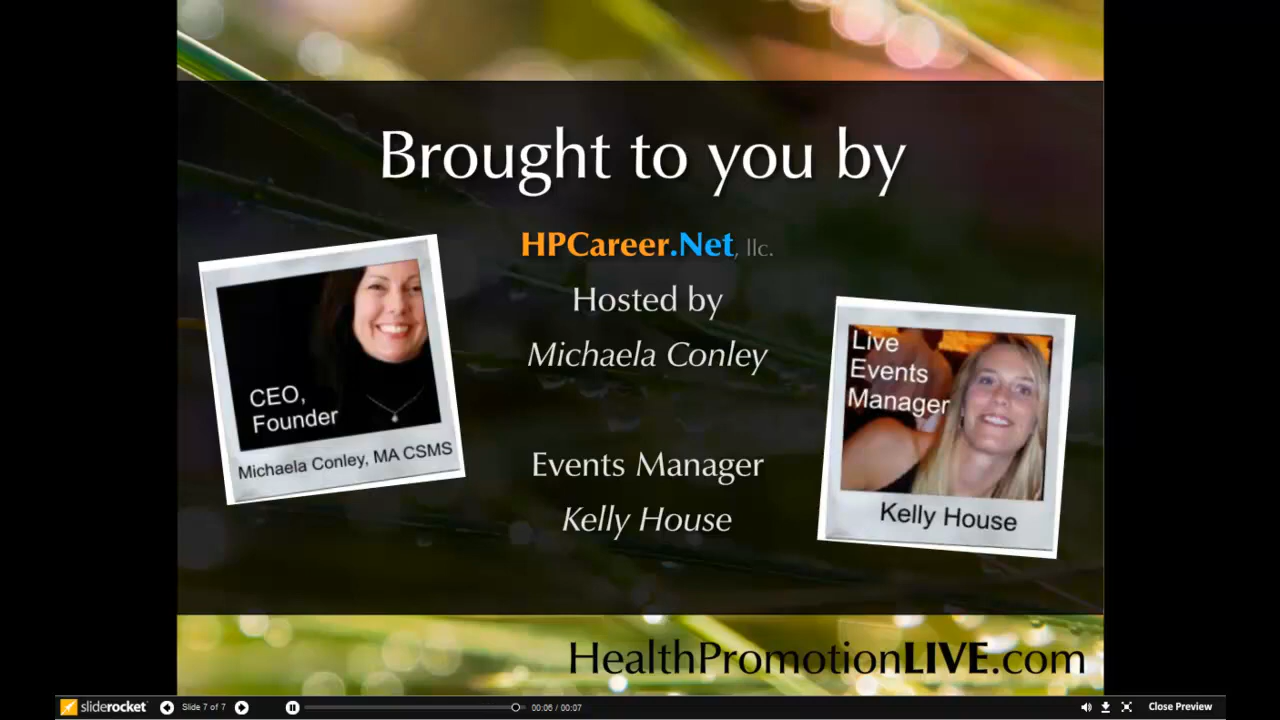 Brought to you by
HPCareer.Net, llc.
Hosted by
Michaela Conley
Events Manager
Kelly House
CEO,
Founder
Michaela Conley, MA CSMS
Live
Events
Manager
Kelly House
HealthPromotionLIVE.com
sliderocket
Slide 7 of 7
00:06 / 00:07
Close Preview